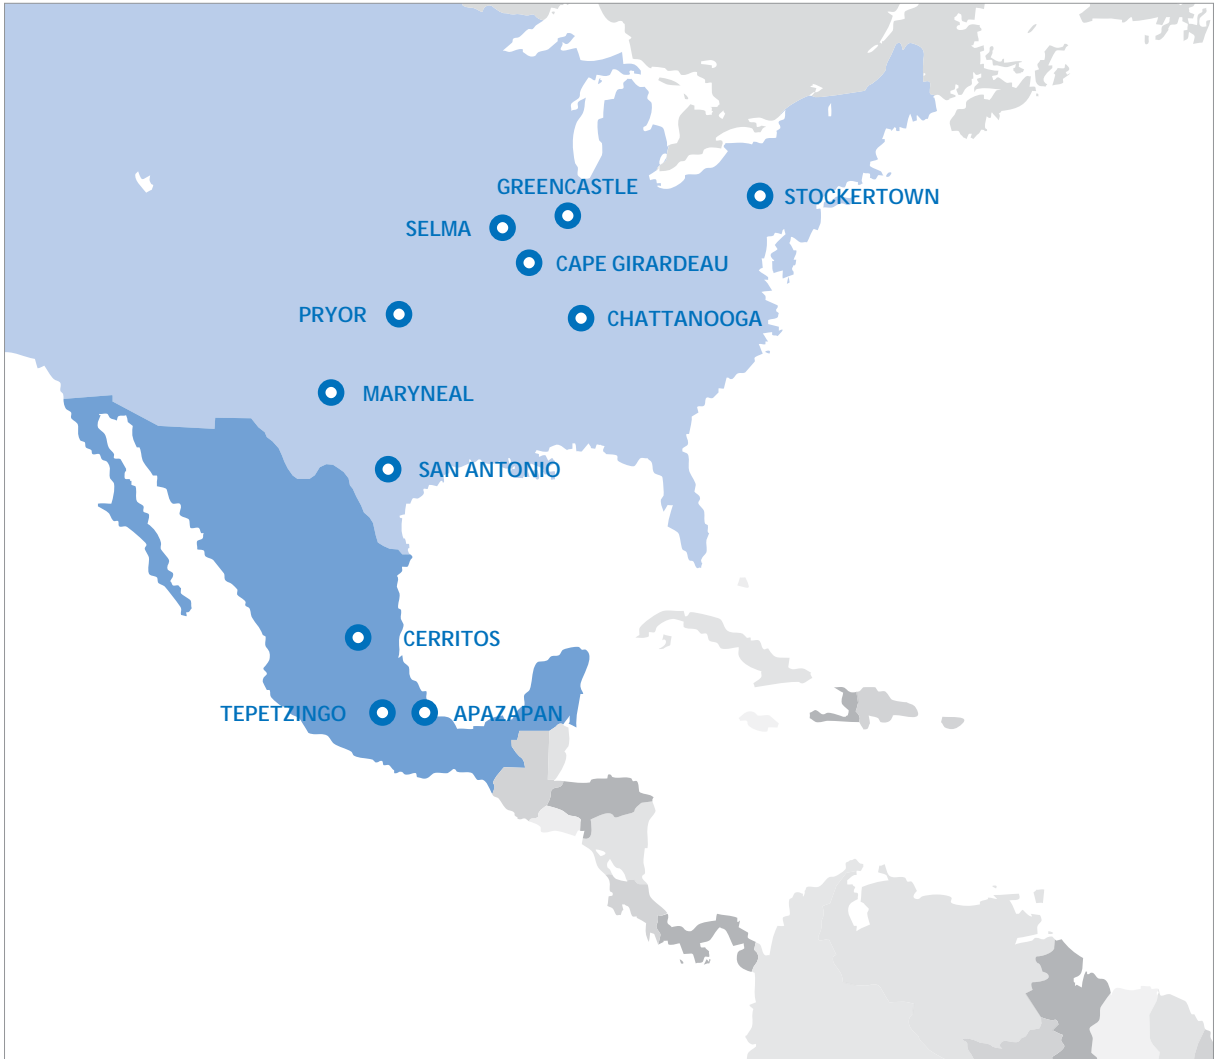 GREENCASTLE
STOCKERTOWN
SELMA
CAPE GIRARDEAU
PRYOR
CHATTANOOGA
MARYNEAL
SAN ANTONIO
CERRITOS
TEPETZINGO
APAZAPAN